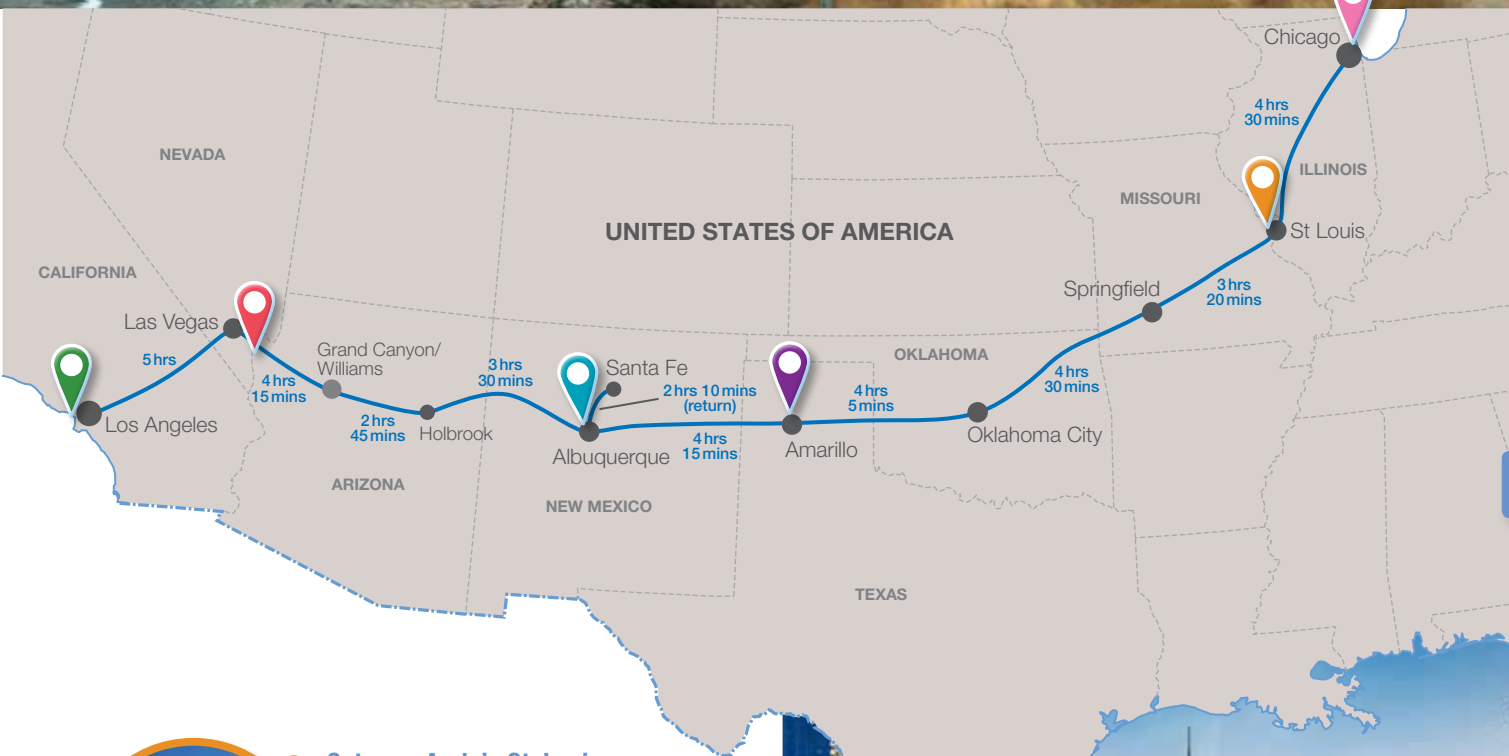 Chicago
4 hrs
30 mins
ILLINOIS
NEVADA
MISSOURI
UNITED STATES OF AMERICA
St Louis
CALIFORNIA
Springfield
3 hrs
20 mins
Las Vegas
5 hrs
Grand Canyon/
Williams
4 hrs
15 mins
3 hrs
30 mins
Santa Fe
2 hrs 10 mins
(return)
OKLAHOMA
4 hrs
5 mins
4 hrs
30 mins
Los Angeles
2 hrs
45 mins
Holbrook
Albuquerque
4 hrs
15 mins
Amarillo
Oklahoma City
ARIZONA
NEW MEXICO
TEXAS